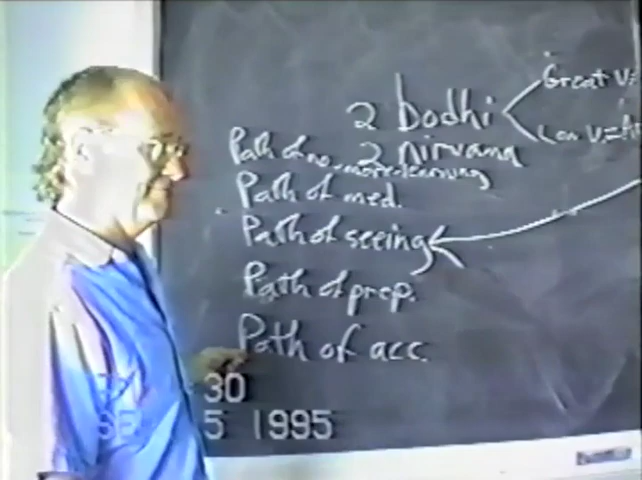 Great V=
2 bodhi
Low V.=A
2 nirvana
Path of no-more-learning
Path of med.
Path of seeing
Path of prep.
Path of acc.
30
5 1995